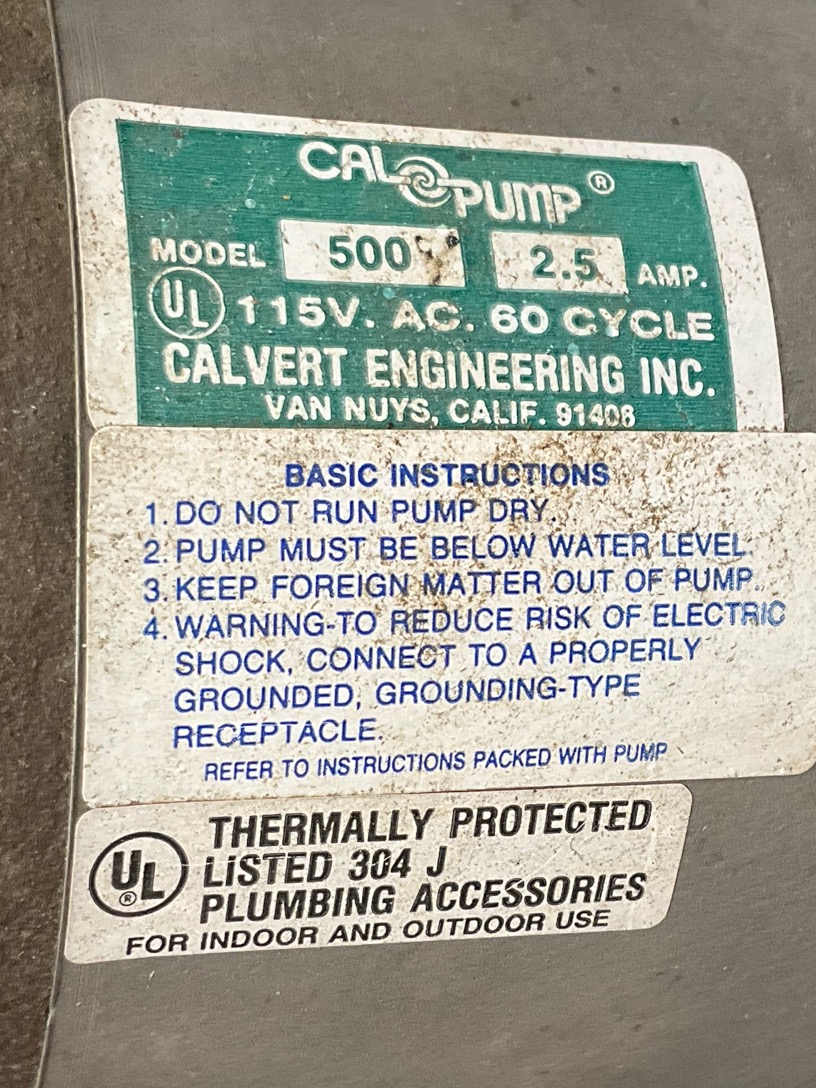 CAL PUMP ®
MODEL 500 2.5 AMP.
UL 115V. AC. 60 CYCLE
CALVERT ENGINEERING INC.
VAN NUYS, CALIF. 91406
BASIC INSTRUCTIONS
1. DO NOT RUN PUMP DRY.
2. PUMP MUST BE BELOW WATER LEVEL.
3. KEEP FOREIGN MATTER OUT OF PUMP.
4. WARNING-TO REDUCE RISK OF ELECTRIC
SHOCK, CONNECT TO A PROPERLY
GROUNDED, GROUNDING-TYPE
RECEPTACLE.
REFER TO INSTRUCTIONS PACKED WITH PUMP
UL ®
THERMALLY PROTECTED
LISTED 304 J
PLUMBING ACCESSORIES
FOR INDOOR AND OUTDOOR USE